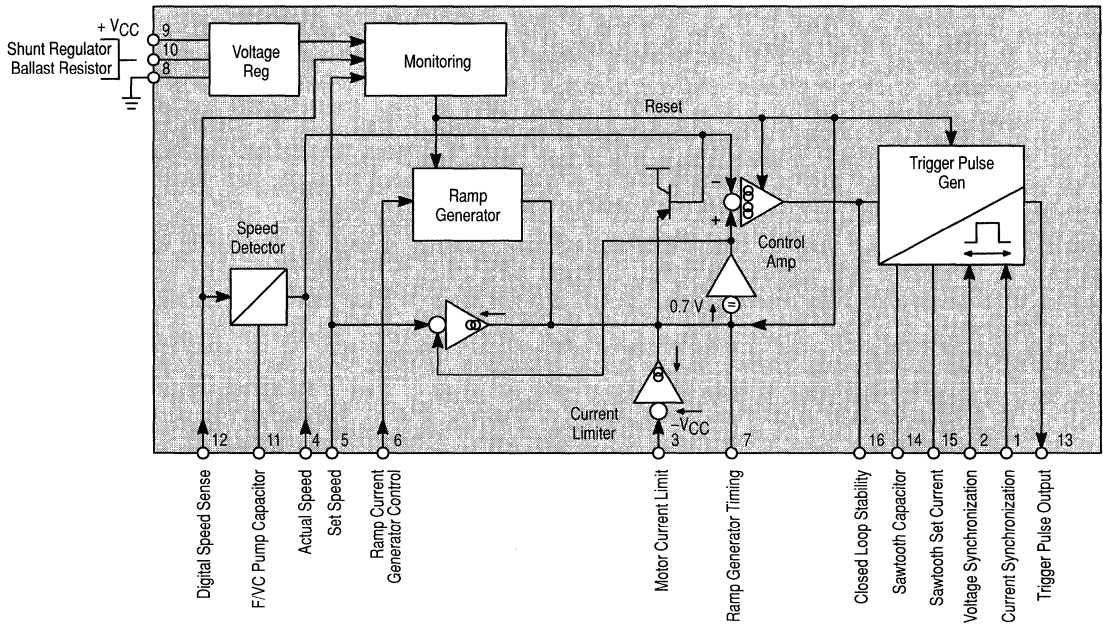 + VCC
9
Shunt Regulator
10
Ballast Resistor
8
Voltage
Reg
Monitoring
Reset
Ramp
Generator
Trigger Pulse
Gen
–
+
Control
Amp
Speed
Detector
0.7 V
=
Current
Limiter
–VCC
12
11
4
5
6
3
7
16
14
15
2
1
13
Digital Speed Sense
F/VC Pump Capacitor
Actual Speed
Set Speed
Ramp Current
Generator Control
Motor Current Limit
Ramp Generator Timing
Closed Loop Stability
Sawtooth Capacitor
Sawtooth Set Current
Voltage Synchronization
Current Synchronization
Trigger Pulse Output